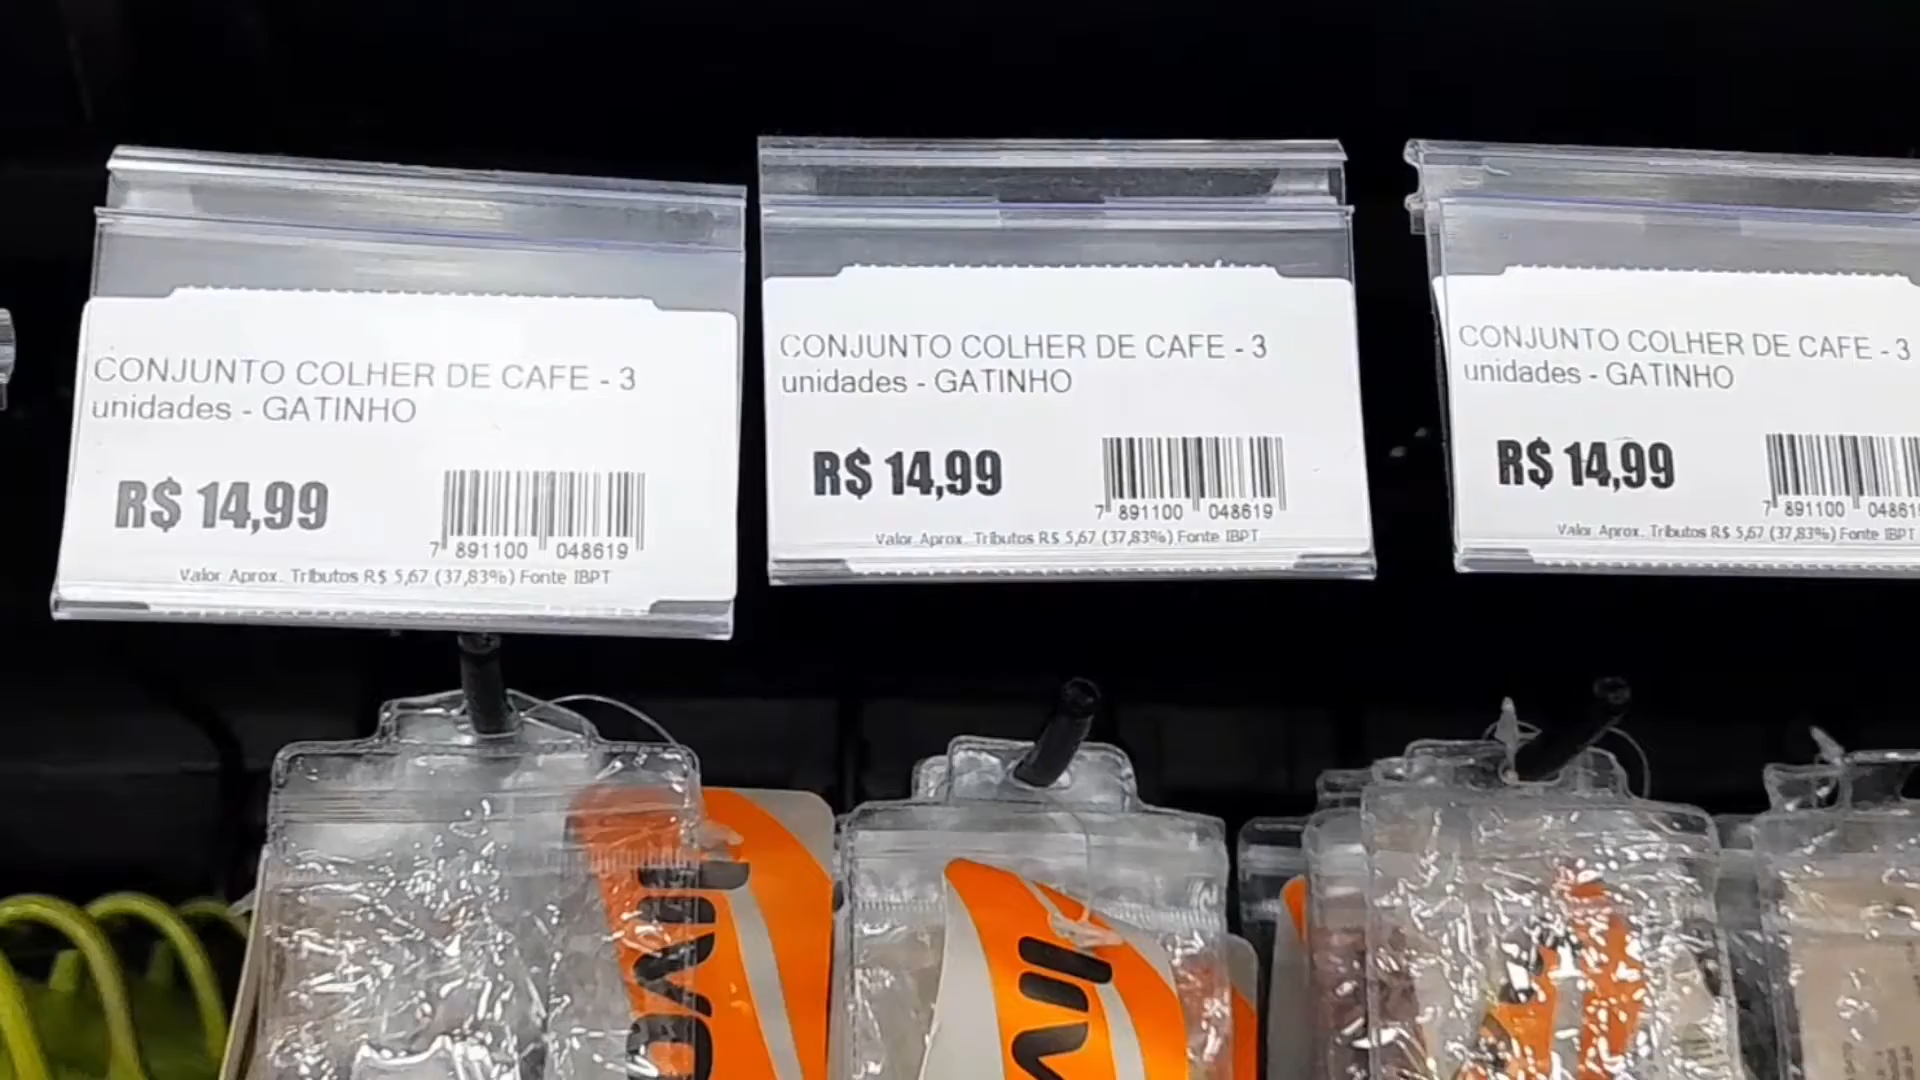 CONJUNTO COLHER DE CAFE - 3
unidades - GATINHO
R$ 14,99
7 891100 048619
Valor Aprox. Tributos R$ 5,67 (37,83%) Fonte IBPT
CONJUNTO COLHER DE CAFE - 3
unidades - GATINHO
R$ 14,99
7 891100 048619
Valor Aprox. Tributos R$ 5,67 (37,83%) Fonte IBPT
CONJUNTO COLHER DE CAFE - 3
unidades - GATINHO
R$ 14,99
7 891100 04861
Valor Aprox. Tributos R$ 5,67 (37,83%) Fonte IBPT